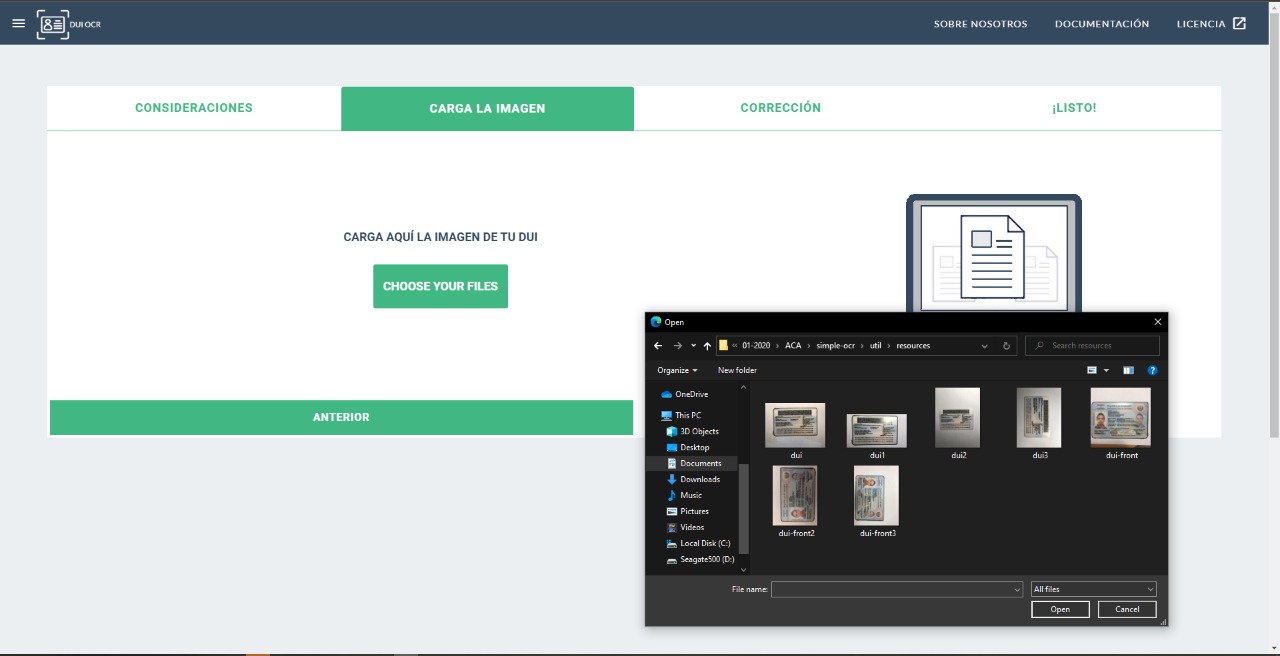 DUI OCR
SOBRE NOSOTROS DOCUMENTACIÓN LICENCIA
CONSIDERACIONES CARGA LA IMAGEN CORRECCIÓN ¡LISTO!
CARGA AQUÍ LA IMAGEN DE TU DUI
CHOOSE YOUR FILES
ANTERIOR
Open
« 01-2020 › ACA › simple-ocr › util › resources
Search resources
Organize New folder
OneDrive
This PC
3D Objects
Desktop
Documents
Downloads
Music
Pictures
Videos
Local Disk (C:)
Seagate500 (D:)
dui dui1 dui2 dui3 dui-front
dui-front2 dui-front3
File name: All files
Open Cancel